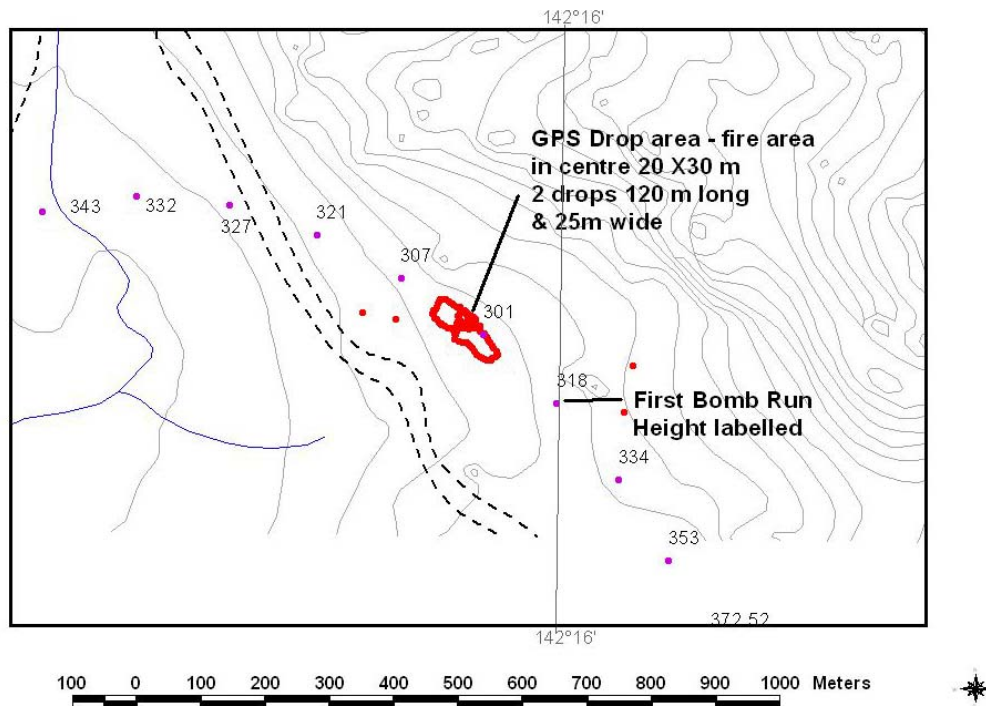 142°16'
GPS Drop area - fire area
in centre 20 X30 m
2 drops 120 m long
& 25m wide
343
332
327
321
307
301
318
First Bomb Run
Height labelled
334
353
372.52
142°16'
100 0 100 200 300 400 500 600 700 800 900 1000 Meters